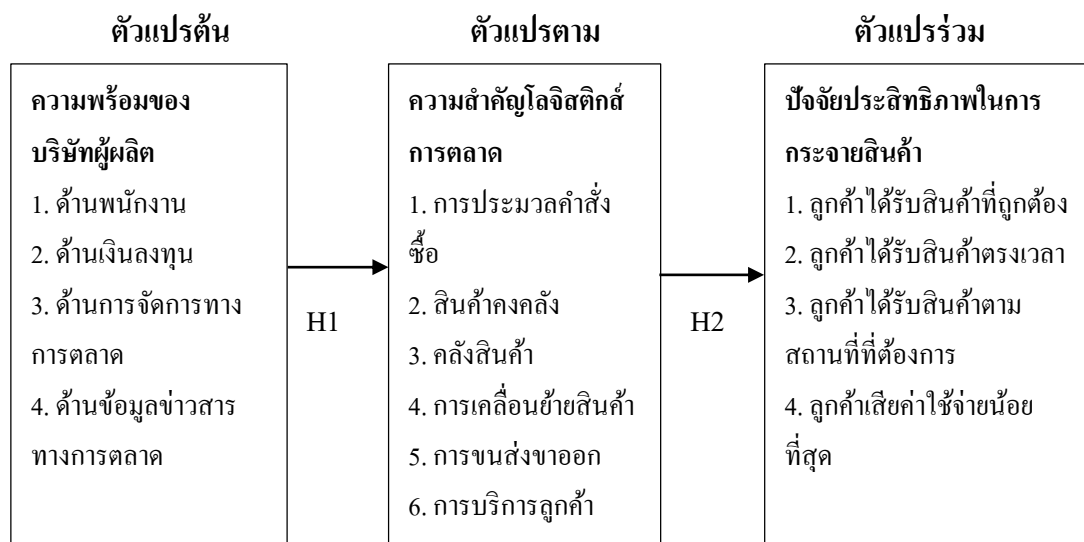 ตัวแปรต้น
ความพร้อมของ
บริษัทผู้ผลิต
1. ด้านพนักงาน
2. ด้านเงินลงทุน
3. ด้านการจัดการทาง
การตลาด
4. ด้านข้อมูลข่าวสาร
ทางการตลาด
H1
ตัวแปรตาม
ความสำคัญโลจิสติกส์
การตลาด
1. การประมวลคำสั่ง
ซื้อ
2. สินค้าคงคลัง
3. คลังสินค้า
4. การเคลื่อนย้ายสินค้า
5. การขนส่งขาออก
6. การบริการลูกค้า
H2
ตัวแปรร่วม
ปัจจัยประสิทธิภาพในการ
กระจายสินค้า
1. ลูกค้าได้รับสินค้าที่ถูกต้อง
2. ลูกค้าได้รับสินค้าตรงเวลา
3. ลูกค้าได้รับสินค้าตาม
สถานที่ที่ต้องการ
4. ลูกค้าเสียค่าใช้จ่ายน้อย
ที่สุด